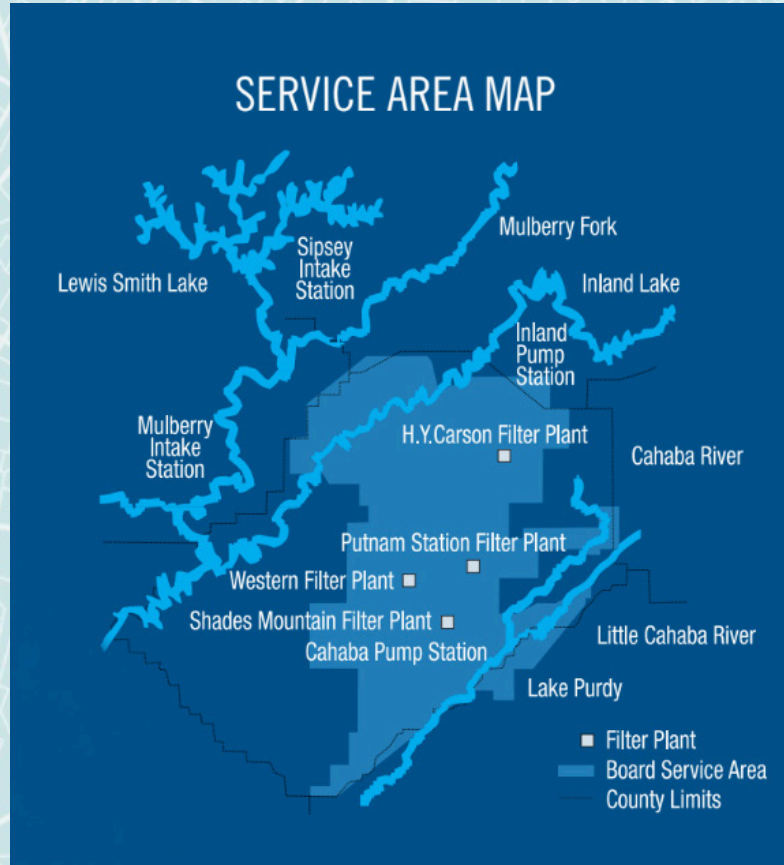 SERVICE AREA MAP
Mulberry Fork
Sipsey
Intake
Station
Lewis Smith Lake
Inland Lake
Inland
Pump
Station
Mulberry
Intake
Station
H.Y.Carson Filter Plant
Cahaba River
Putnam Station Filter Plant
Western Filter Plant
Shades Mountain Filter Plant
Cahaba Pump Station
Little Cahaba River
Lake Purdy
Filter Plant
Board Service Area
County Limits